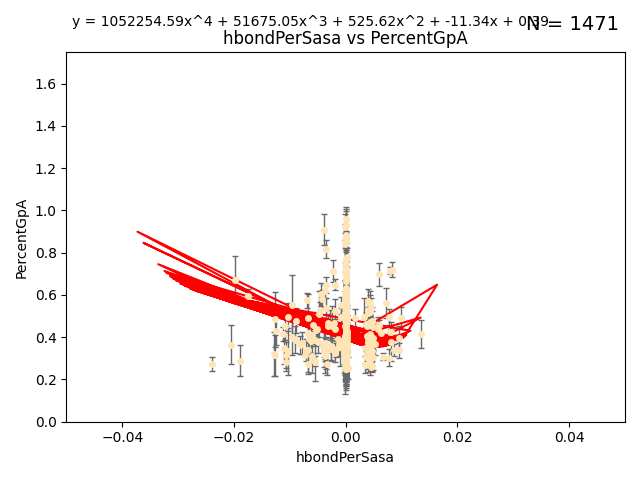 y = 1052254.59x^4 + 51675.05x^3 + 525.62x^2 + -11.34x + 0.39
N = 1471
hbondPerSasa vs PercentGpA
PercentGpA
1.6
1.4
1.2
1.0
0.8
0.6
0.4
0.2
0.0
−0.04 −0.02 0.00 0.02 0.04
hbondPerSasa